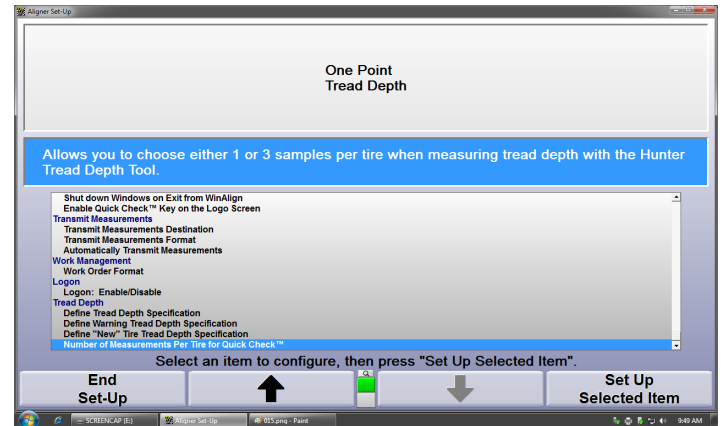 Aligner Set-Up
One Point
Tread Depth
Allows you to choose either 1 or 3 samples per tire when measuring tread depth with the Hunter
Tread Depth Tool.
Shut down Windows on Exit from WinAlign
Enable Quick Check™ Key on the Logo Screen
Transmit Measurements
Transmit Measurements Destination
Transmit Measurements Format
Automatically Transmit Measurements
Work Management
Work Order Format
Logon
Logon: Enable/Disable
Tread Depth
Define Tread Depth Specification
Define Warning Tread Depth Specification
Define "New" Tire Tread Depth Specification
Number of Measurements Per Tire for Quick Check™
Select an item to configure, then press "Set Up Selected Item".
End
Set-Up
Set Up
Selected Item
SCREENCAP (E:)
Aligner Set-Up
015.png - Paint
9:49 AM